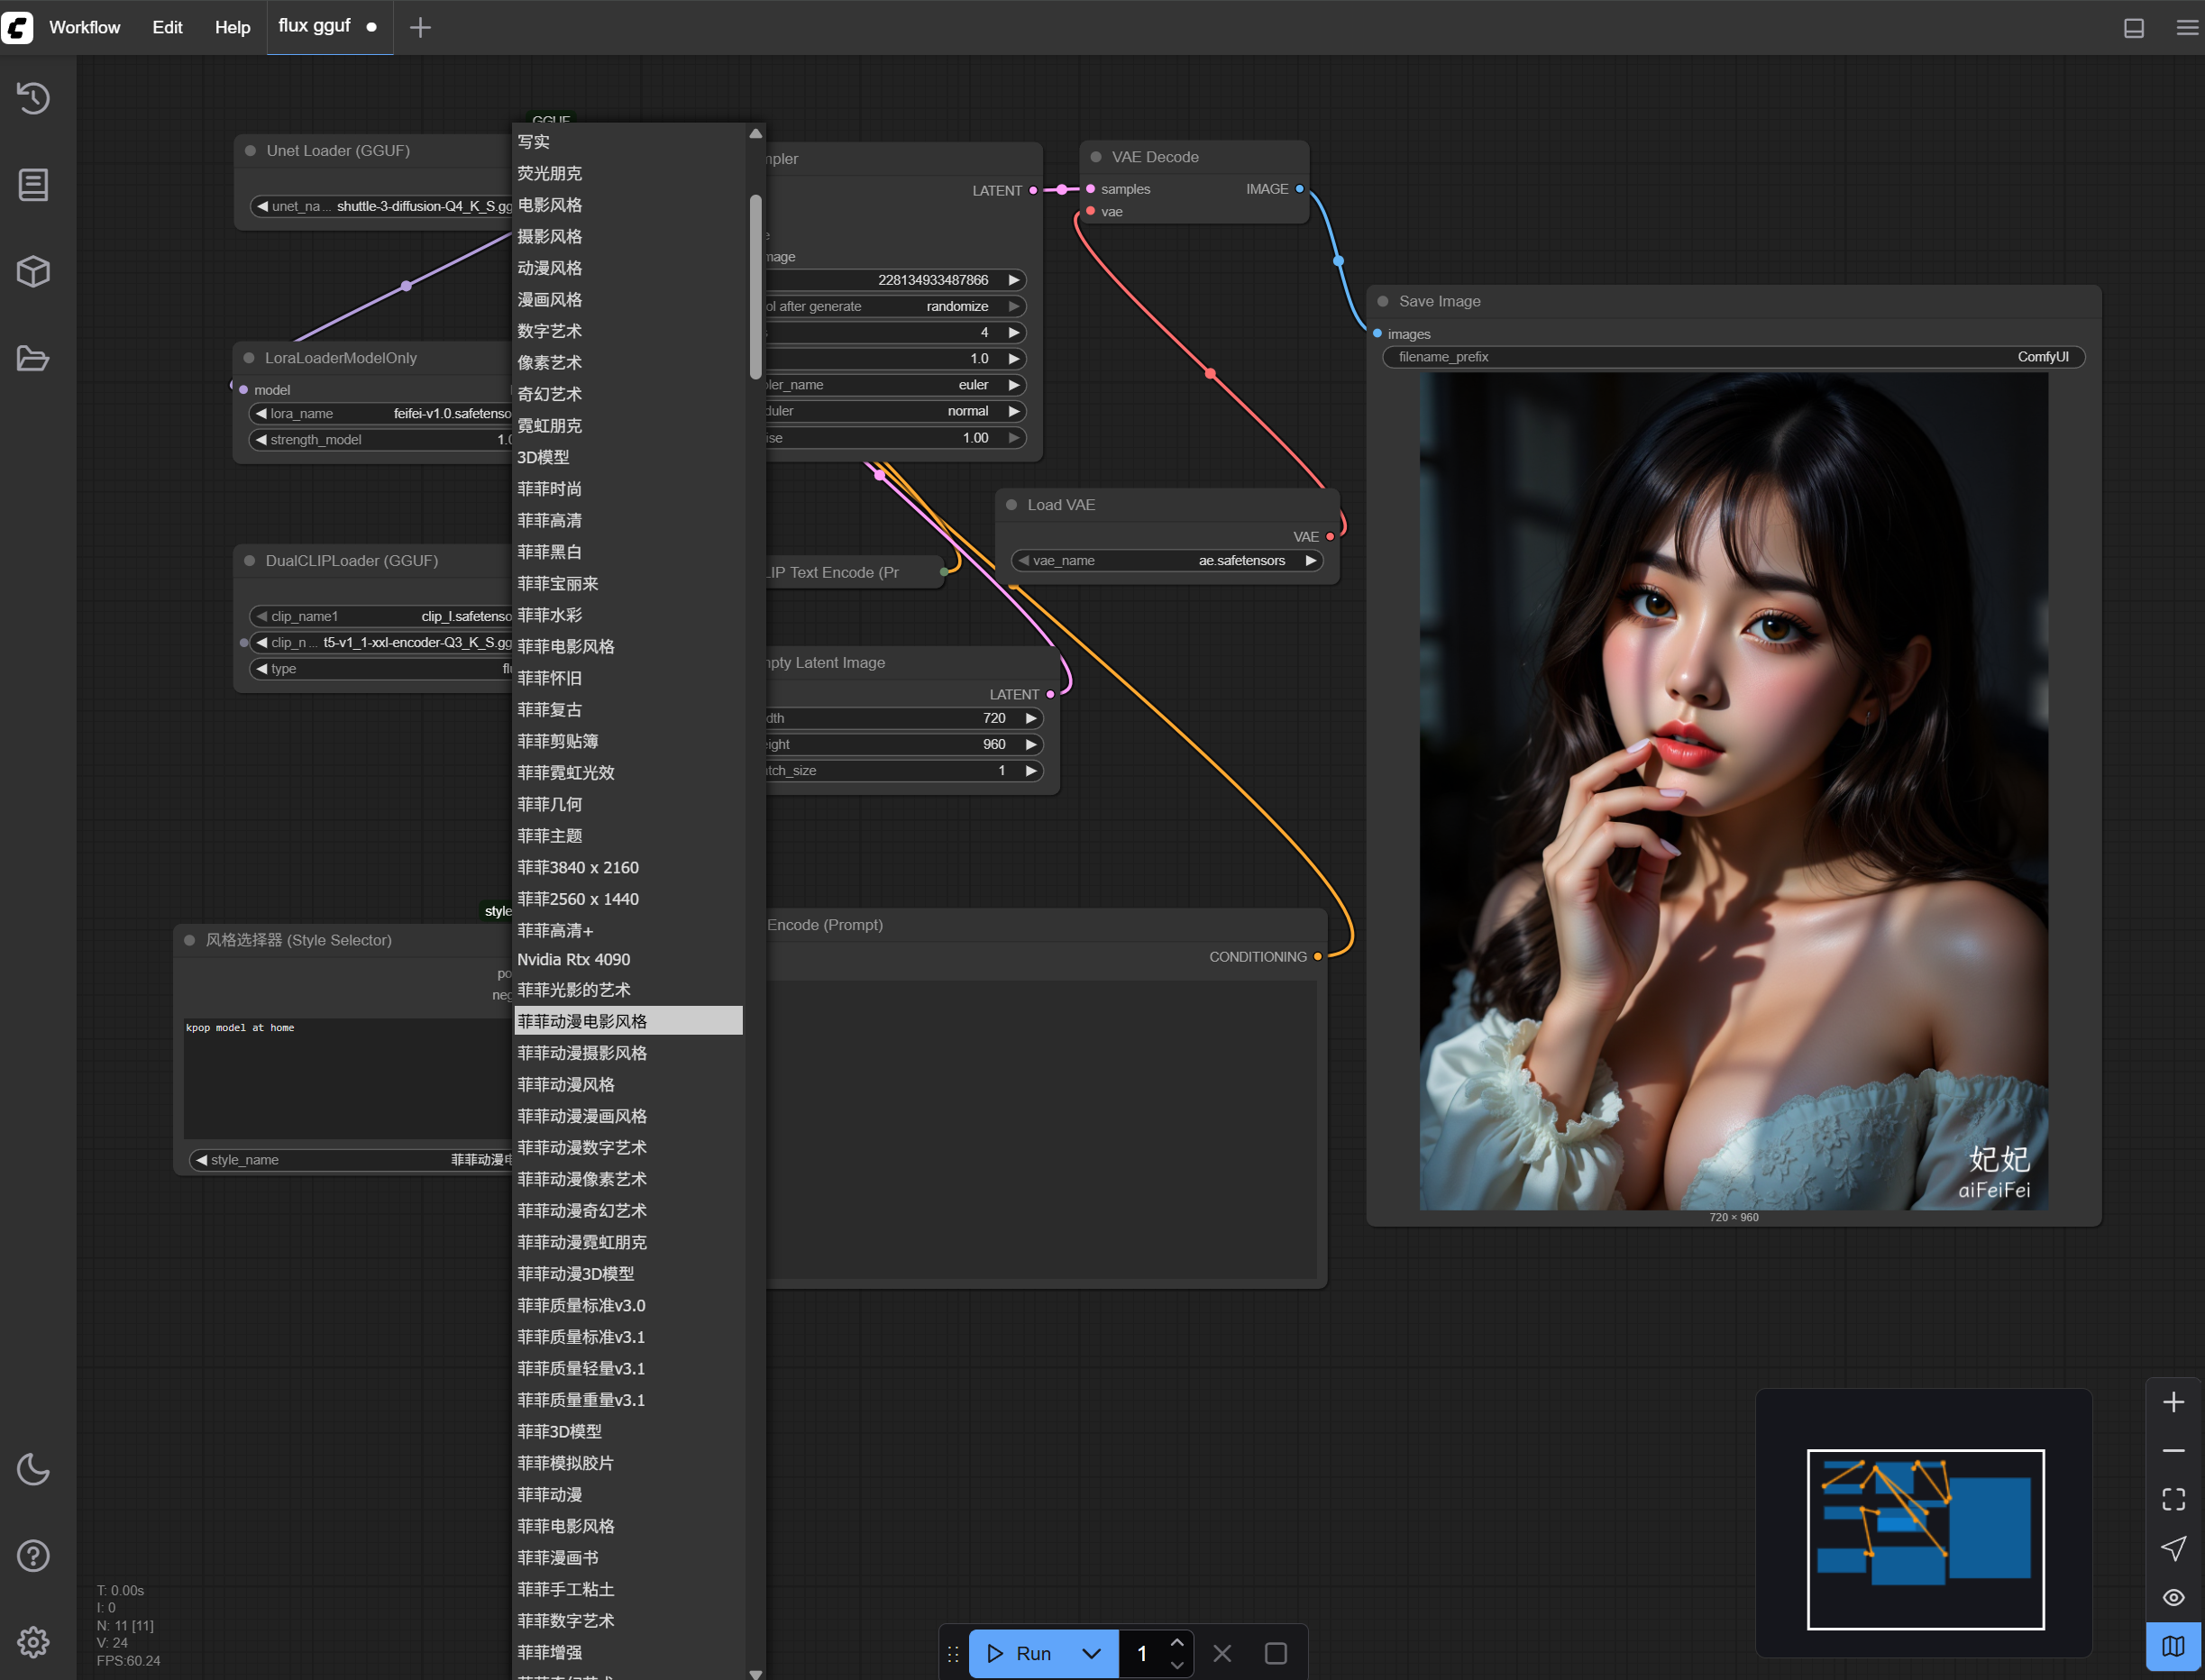 Workflow Edit Help flux gguf
GGUF
Unet Loader (GGUF)
unet_na... shuttle-3-diffusion-Q4_K_S.gg
LoraLoaderModelOnly
model
lora_name feifei-v1.0.safetenso
strength_model 1.0
DualCLIPLoader (GGUF)
clip_name1 clip_l.safetenso
clip_n... t5-v1_1-xxl-encoder-Q3_K_S.gg
type flu
style
风格选择器 (Style Selector)
po
neg
kpop model at home
style_name 菲菲动漫电
写实
荧光朋克
电影风格
摄影风格
动漫风格
漫画风格
数字艺术
像素艺术
奇幻艺术
霓虹朋克
3D模型
菲菲时尚
菲菲高清
菲菲黑白
菲菲宝丽来
菲菲水彩
菲菲电影风格
菲菲怀旧
菲菲复古
菲菲剪贴簿
菲菲霓虹光效
菲菲几何
菲菲主题
菲菲3840 x 2160
菲菲2560 x 1440
菲菲高清+
Nvidia Rtx 4090
菲菲光影的艺术
菲菲动漫电影风格
菲菲动漫摄影风格
菲菲动漫风格
菲菲动漫漫画风格
菲菲动漫数字艺术
菲菲动漫像素艺术
菲菲动漫奇幻艺术
菲菲动漫霓虹朋克
菲菲动漫3D模型
菲菲质量标准v3.0
菲菲质量标准v3.1
菲菲质量轻量v3.1
菲菲质量重量v3.1
菲菲3D模型
菲菲模拟胶片
菲菲动漫
菲菲电影风格
菲菲漫画书
菲菲手工粘土
菲菲数字艺术
菲菲增强
mpler
LATENT
e
mage
228134933487866
ol after generate randomize
4
1.0
pler_name euler
duler normal
ise 1.00
LIP Text Encode (Pr
mpty Latent Image
LATENT
dth 720
eight 960
atch_size 1
Encode (Prompt)
CONDITIONING
VAE Decode
samples IMAGE
vae
Load VAE
VAE
vae_name ae.safetensors
Save Image
images
filename_prefix ComfyUI
妃妃
aiFeiFei
720 × 960
T: 0.00s
I: 0
N: 11 [11]
V: 24
FPS:60.24
Run 1